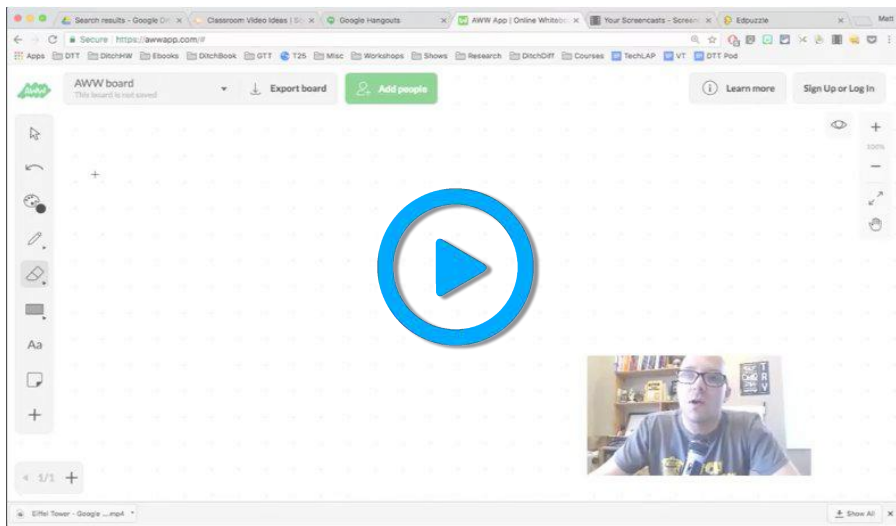 Search results - Google Dri
Classroom Video Ideas | Sc
Google Hangouts
AWW App | Online Whiteboa
Your Screencasts - Screen
Edpuzzle
Matt
Secure https://awwapp.com/#
Apps DTT DitchHW Ebooks DitchBook GTT T25 Misc Workshops Shows Research DitchDiff Courses TechLAP VT DTT Pod
AWW board
This board is not saved
Export board
Add people
Learn more
Sign Up or Log In
100%
Aa
1/1
Eiffel Tower - Google ....mp4
Show All